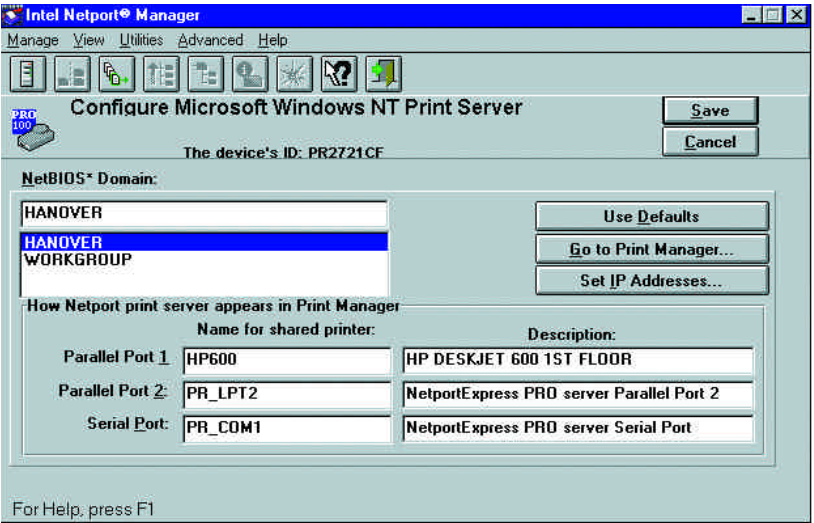 Intel Netport® Manager
Manage View Utilities Advanced Help
PRO
100
Configure Microsoft Windows NT Print Server
Save
The device's ID: PR2721CF
Cancel
NetBIOS* Domain:
HANOVER
Use Defaults
HANOVER
Go to Print Manager...
WORKGROUP
Set IP Addresses...
How Netport print server appears in Print Manager
Name for shared printer: Description:
Parallel Port 1 HP600 HP DESKJET 600 1ST FLOOR
Parallel Port 2: PR_LPT2 NetportExpress PRO server Parallel Port 2
Serial Port: PR_COM1 NetportExpress PRO server Serial Port
For Help, press F1